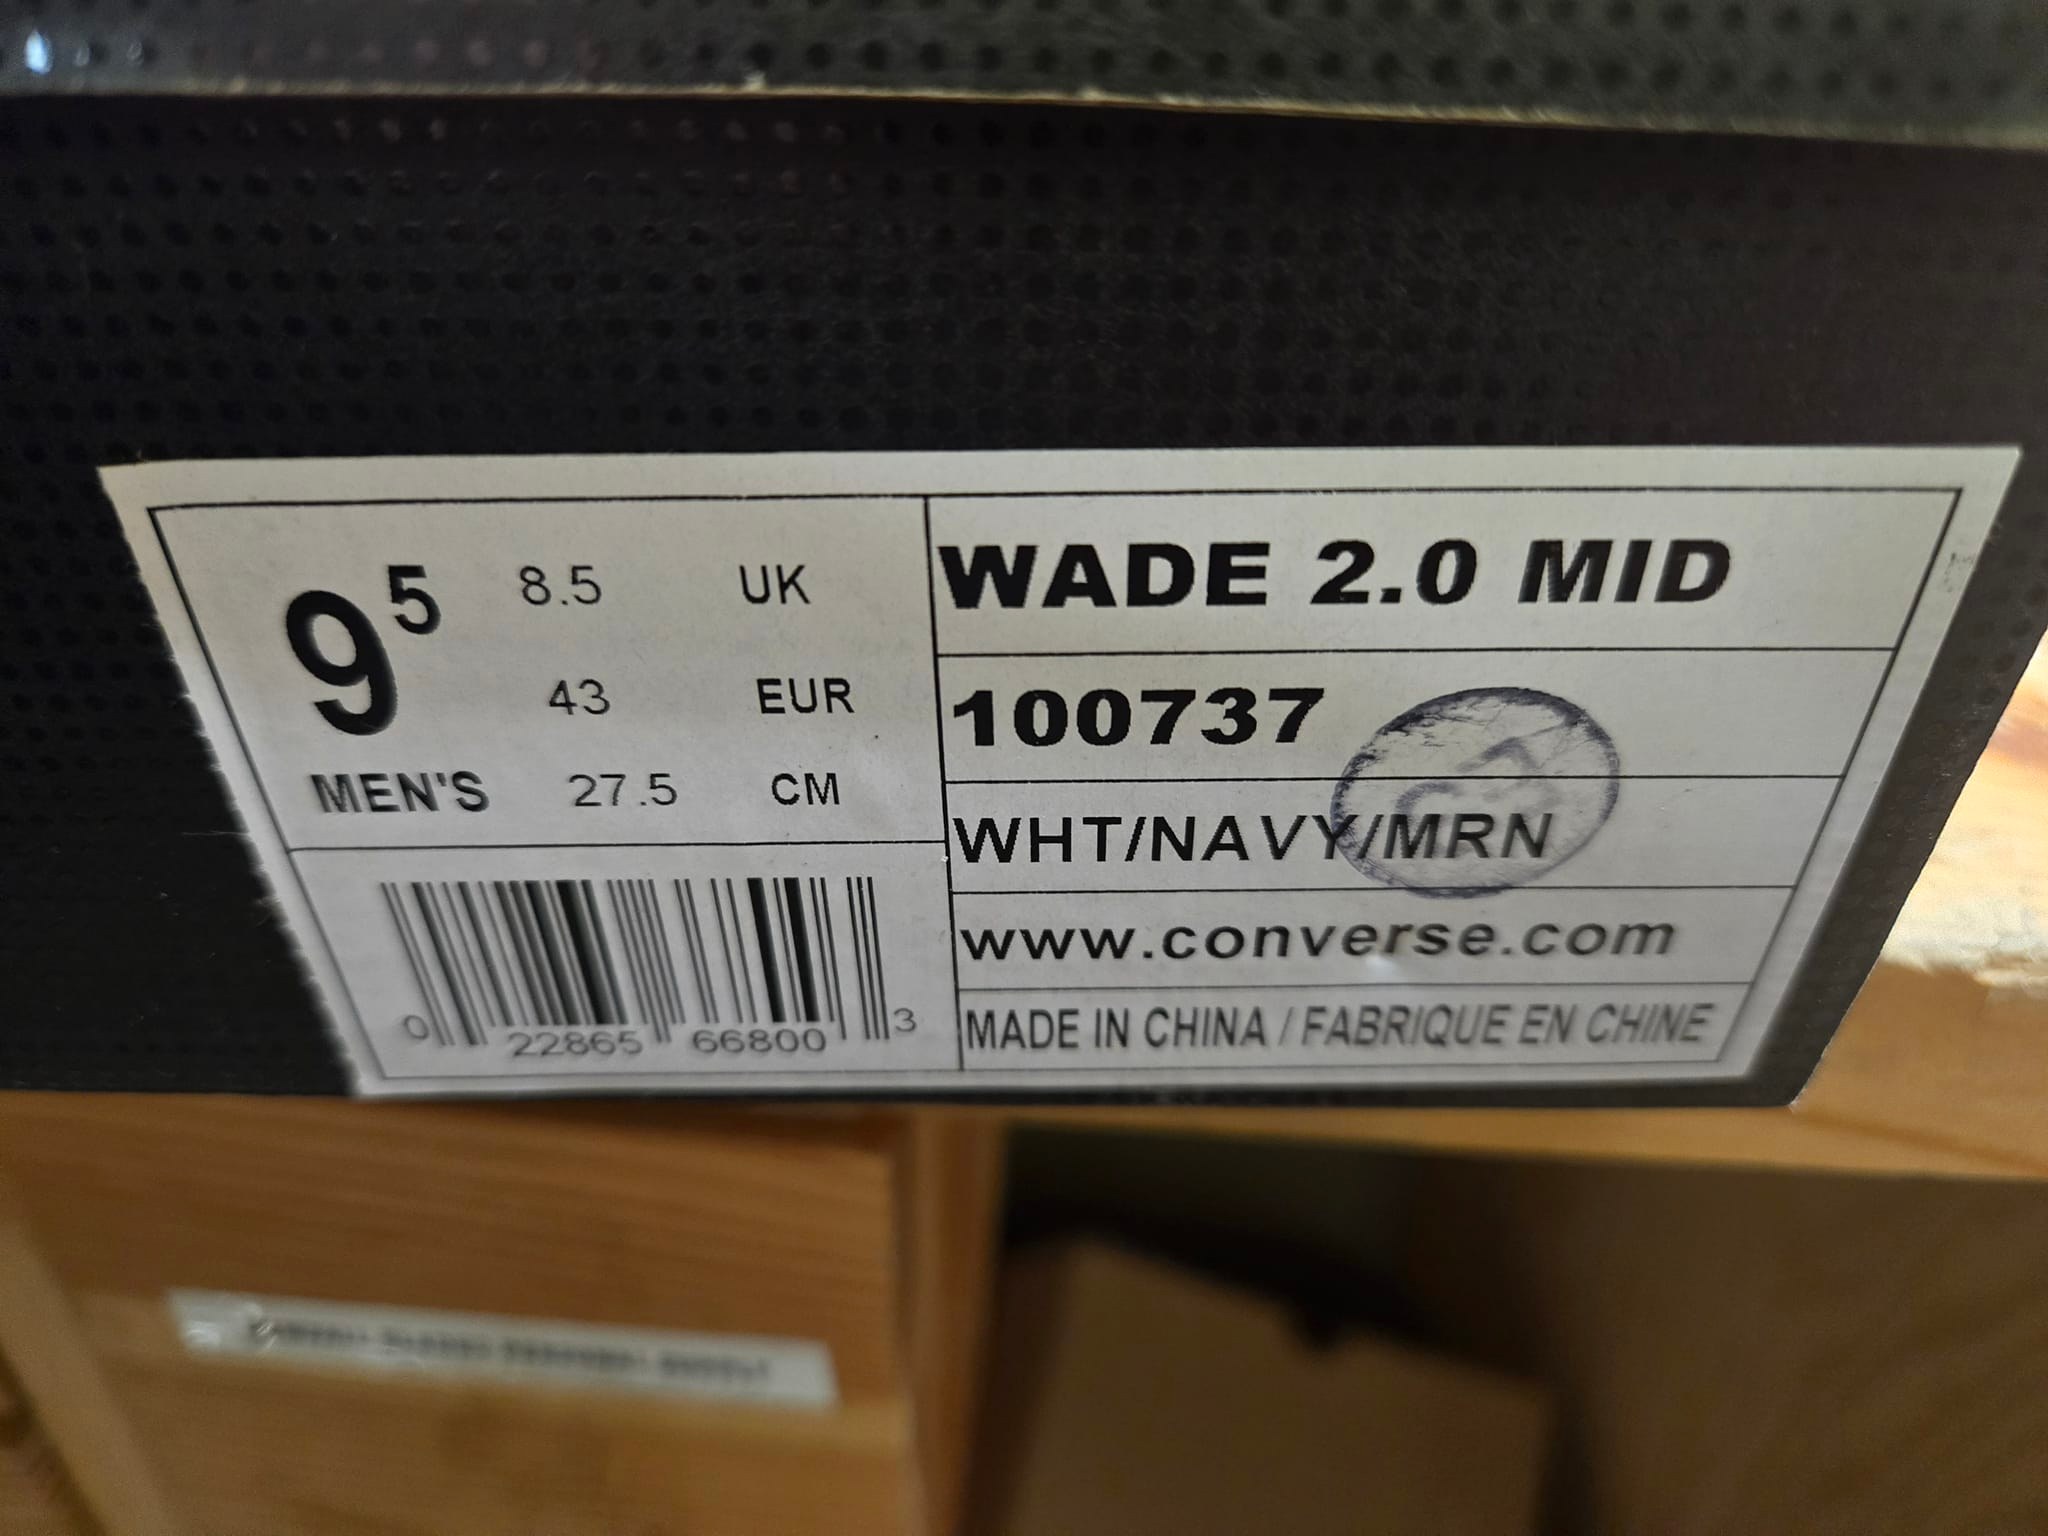 9 5 8.5 UK
43 EUR
MEN'S 27.5 CM
0 22865 66800 3
WADE 2.0 MID
100737
WHT/NAVY/MRN
www.converse.com
MADE IN CHINA / FABRIQUE EN CHINE